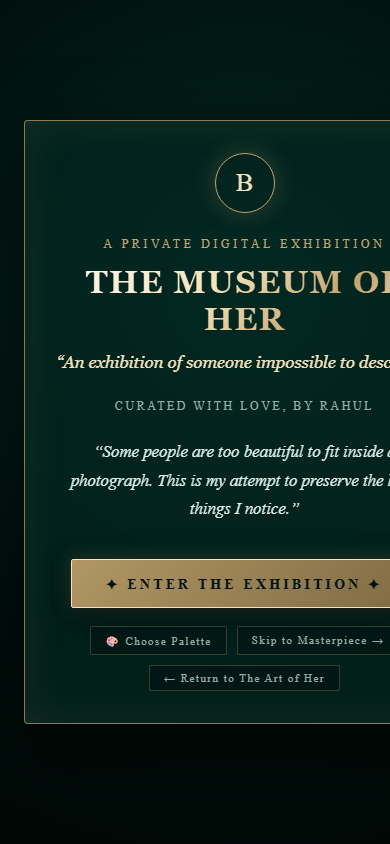 B
A PRIVATE DIGITAL EXHIBITION
THE MUSEUM
HER
“An exhibition of someone impossible to
CURATED WITH LOVE, BY RAHUL
“Some people are too beautiful to fit inside
photograph. This is my attempt to preserve the
things I notice.”
✦ ENTER THE EXHIBITION ✦
🎨 Choose Palette
Skip to Masterpiece →
← Return to The Art of Her